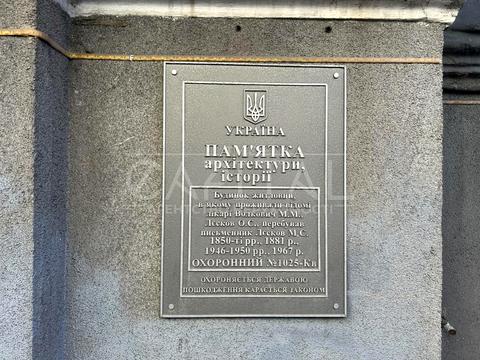 УКРАЇНА
ПАМ'ЯТКА
архітектури,
історії
Будинок житловий,
в якому проживали відомі
лікарі Волкович М.М.,
Лєсков О.С., перебував
письменник Лєсков М.С.
1850-ті рр., 1881 р.,
1946-1950 рр., 1967 р.
ОХОРОННИЙ №1025-Кв
ОХОРОНЯЄТЬСЯ ДЕРЖАВОЮ
ПОШКОДЖЕННЯ КАРАЄТЬСЯ ЗАКОНОМ